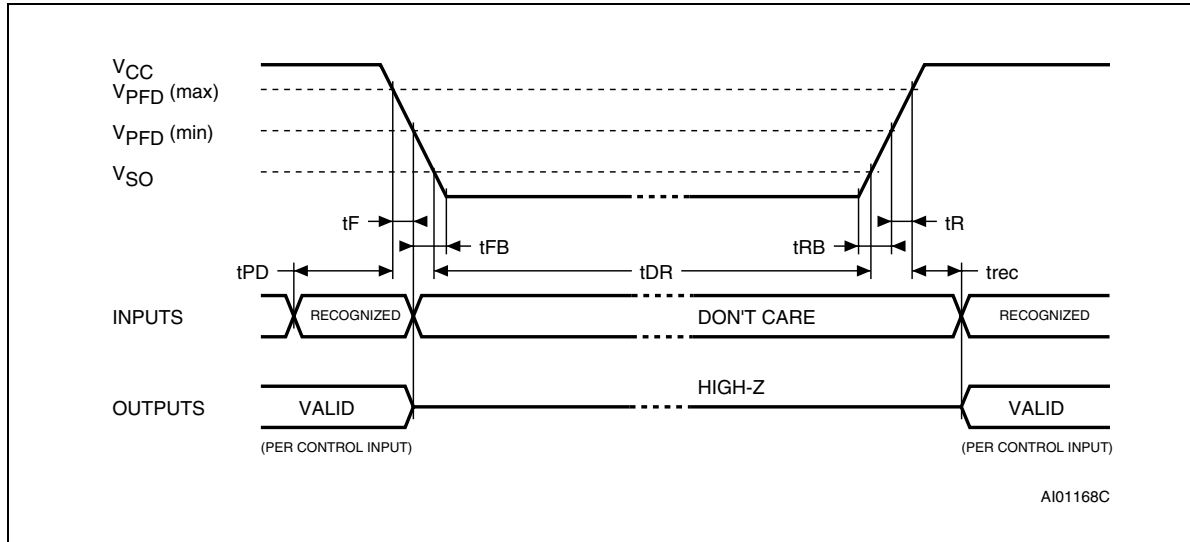 VCC
VPFD (max)
VPFD (min)
VSO
tF
tR
tFB
tRB
tPD
tDR
trec
INPUTS
RECOGNIZED
DON'T CARE
RECOGNIZED
HIGH-Z
OUTPUTS
VALID
VALID
(PER CONTROL INPUT)
(PER CONTROL INPUT)
AI01168C